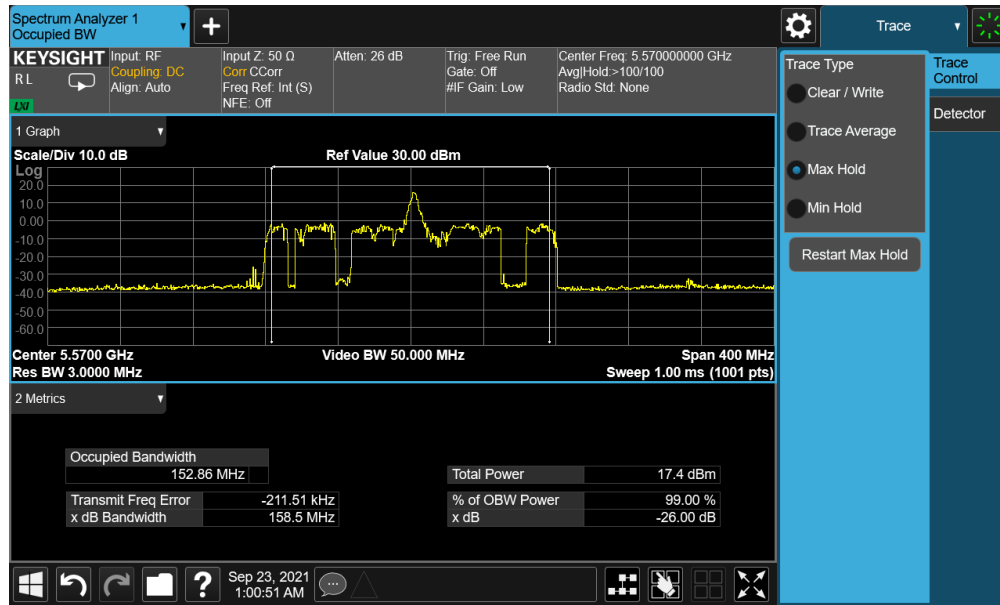 Spectrum Analyzer 1
Occupied BW
+
Trace
KEYSIGHT
R L
LXI
Input: RF
Coupling: DC
Align: Auto
Input Z: 50 Ω
Corr CCorr
Freq Ref: Int (S)
NFE: Off
Atten: 26 dB
Trig: Free Run
Gate: Off
#IF Gain: Low
Center Freq: 5.570000000 GHz
Avg|Hold:>100/100
Radio Std: None
Trace Type
Clear / Write
Trace Average
Max Hold
Min Hold
Restart Max Hold
Trace
Control
Detector
1 Graph
Scale/Div 10.0 dB
Ref Value 30.00 dBm
Log
20.0
10.0
0.00
-10.0
-20.0
-30.0
-40.0
-50.0
-60.0
Center 5.5700 GHz
Video BW 50.000 MHz
Span 400 MHz
Res BW 3.0000 MHz
Sweep 1.00 ms (1001 pts)
2 Metrics
Occupied Bandwidth
152.86 MHz
Total Power 17.4 dBm
Transmit Freq Error -211.51 kHz
% of OBW Power 99.00 %
x dB Bandwidth 158.5 MHz
x dB -26.00 dB
?
Sep 23, 2021
1:00:51 AM